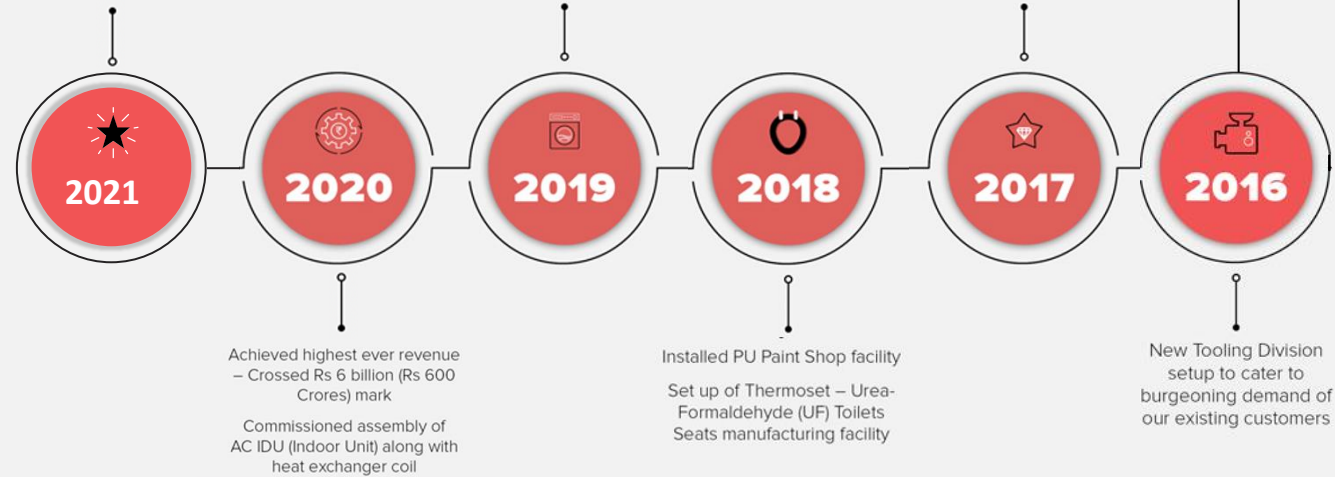 2021
2020
2019
2018
2017
2016
Achieved highest ever revenue
– Crossed Rs 6 billion (Rs 600
Crores) mark
Commissioned assembly of
AC IDU (Indoor Unit) along with
heat exchanger coil
Installed PU Paint Shop facility
Set up of Thermoset – Urea-
Formaldehyde (UF) Toilets
Seats manufacturing facility
New Tooling Division
setup to cater to
burgeoning demand of
our existing customers